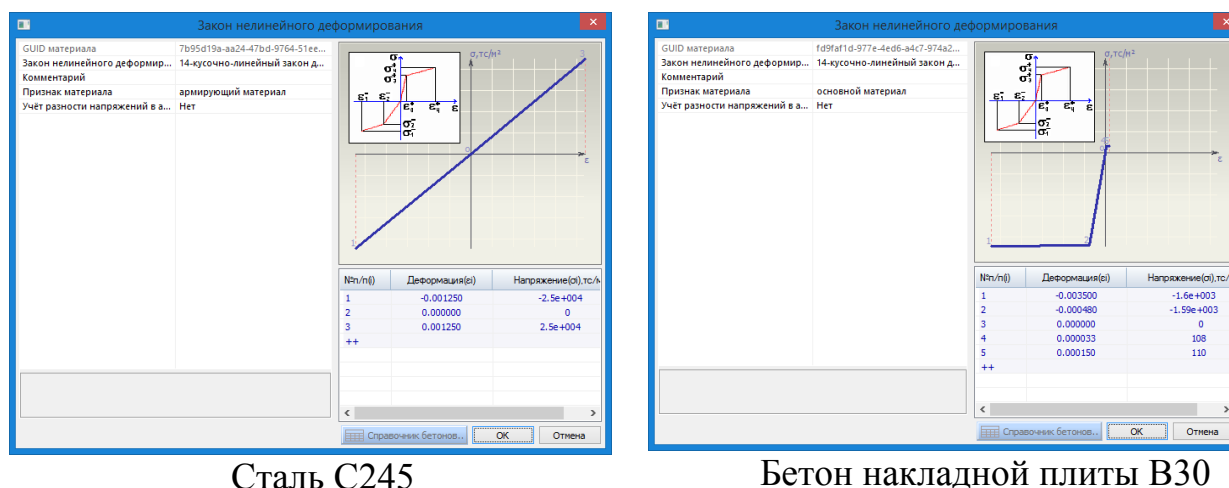 Закон нелинейного деформирования
GUID материала 7b95d19a-aa24-47bd-9764-51ee...
Закон нелинейного деформир... 14-кусочно-линейный закон д...
Комментарий
Признак материала армирующий материал
Учёт разности напряжений в а... Нет
σ,тс/м²
ε
0
1
3
N°п/п(i) Деформация(εi) Напряжение(σi),тс/м
1 -0.001250 -2.5e+004
2 0.000000 0
3 0.001250 2.5e+004
++
Справочник бетонов.. OK Отмена
Сталь С245
Закон нелинейного деформирования
GUID материала fd9faf1d-977e-4ed6-a4c7-974a2...
Закон нелинейного деформир... 14-кусочно-линейный закон д...
Комментарий
Признак материала основной материал
Учёт разности напряжений в а... Нет
σ,тс/м²
ε
1
2
N°п/п(i) Деформация(εi) Напряжение(σi),тс/
1 -0.003500 -1.6e+003
2 -0.000480 -1.59e+003
3 0.000000 0
4 0.000033 108
5 0.000150 110
++
Справочник бетонов.. OK Отмена
Бетон накладной плиты В30